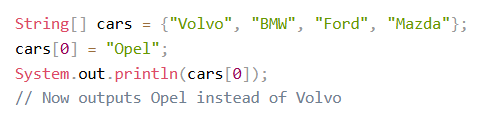 String[] cars = {"Volvo", "BMW", "Ford", "Mazda"};
cars[0] = "Opel";
System.out.println(cars[0]);
// Now outputs Opel instead of Volvo